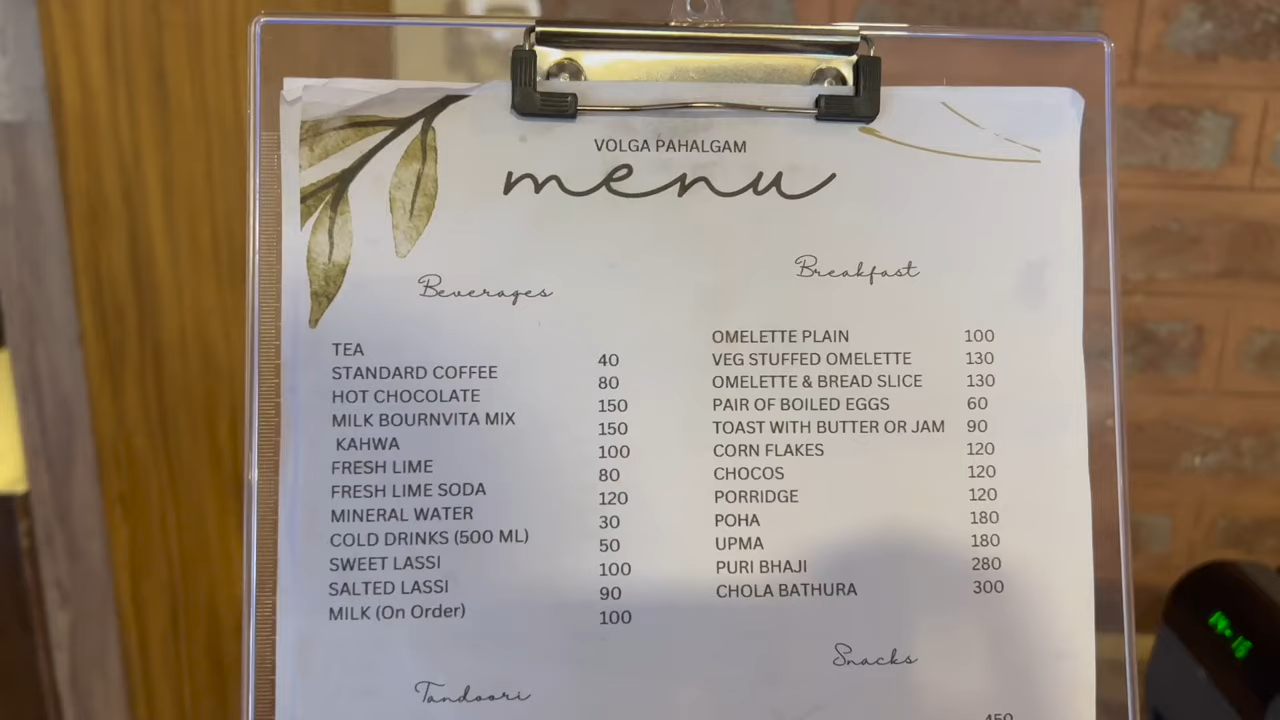 VOLGA PAHALGAM
menu
Beverages
TEA 40
STANDARD COFFEE 80
HOT CHOCOLATE 150
MILK BOURNVITA MIX 150
KAHWA 100
FRESH LIME 80
FRESH LIME SODA 120
MINERAL WATER 30
COLD DRINKS (500 ML) 50
SWEET LASSI 100
SALTED LASSI 90
MILK (On Order) 100
Tandoori
Breakfast
OMELETTE PLAIN 100
VEG STUFFED OMELETTE 130
OMELETTE & BREAD SLICE 130
PAIR OF BOILED EGGS 60
TOAST WITH BUTTER OR JAM 90
CORN FLAKES 120
CHOCOS 120
PORRIDGE 120
POHA 180
UPMA 180
PURI BHAJI 280
CHOLA BATHURA 300
Snacks